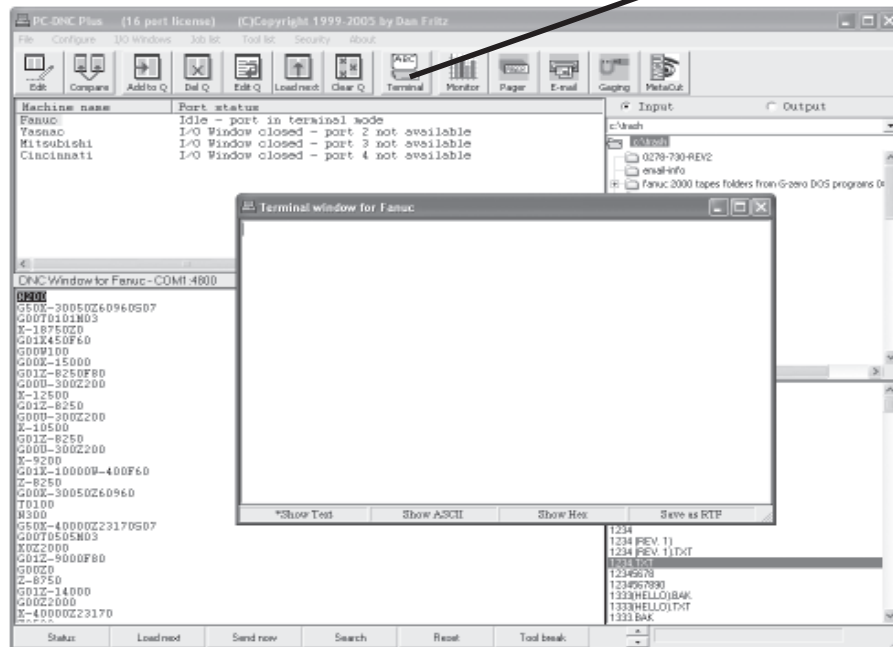 PC-DNC Plus (16 port license) (C)Copyright 1999-2005 by Dan Fritz
File Configure I/O Windows Job list Tool list Security About
Edit Compare Add to Q Del Q Edit Q Load next Clear Q Terminal Monitor Pager E-mail Gaging MetaCut
ABC
Machine name Port status
Fanuc Idle - port in terminal mode
Yasnac I/O Window closed - port 2 not available
Mitsubishi I/O Window closed - port 3 not available
Cincinnati I/O Window closed - port 4 not available
Input Output
c:\trash
c:\trash
0278-730-REV2
email-info
fanuc 2000 tapes folders from G-zero DOS programs
Terminal window for Fanuc
*Show Text Show ASCII Show Hex Save as RTF
DNC Window for Fanuc - COM1:4800
N200
G50X-30050Z60960S07
G00T0101M03
X-18750Z0
G01X450F60
G00W100
G00X-15000
G01Z-8250F80
G00U-300Z200
X-12500
G01Z-8250
G00U-300Z200
X-10500
G01Z-8250
G00U-300Z200
X-9200
G01X-10000W-400F60
Z-8250
G00X-30050Z60960
T0100
N300
G50X-40000Z23170S07
G00T0505M03
X0Z2000
G01Z-9000F80
G00Z0
Z-8750
G01Z-14000
G00Z2000
X-40000Z23170
1234
1234 (REV. 1)
1234 (REV. 1).TXT
1234.TXT
12345678
1234567890
1333(HELLO).BAK
1333(HELLO).TXT
1333.BAK
Status Load next Send now Search Reset Tool break